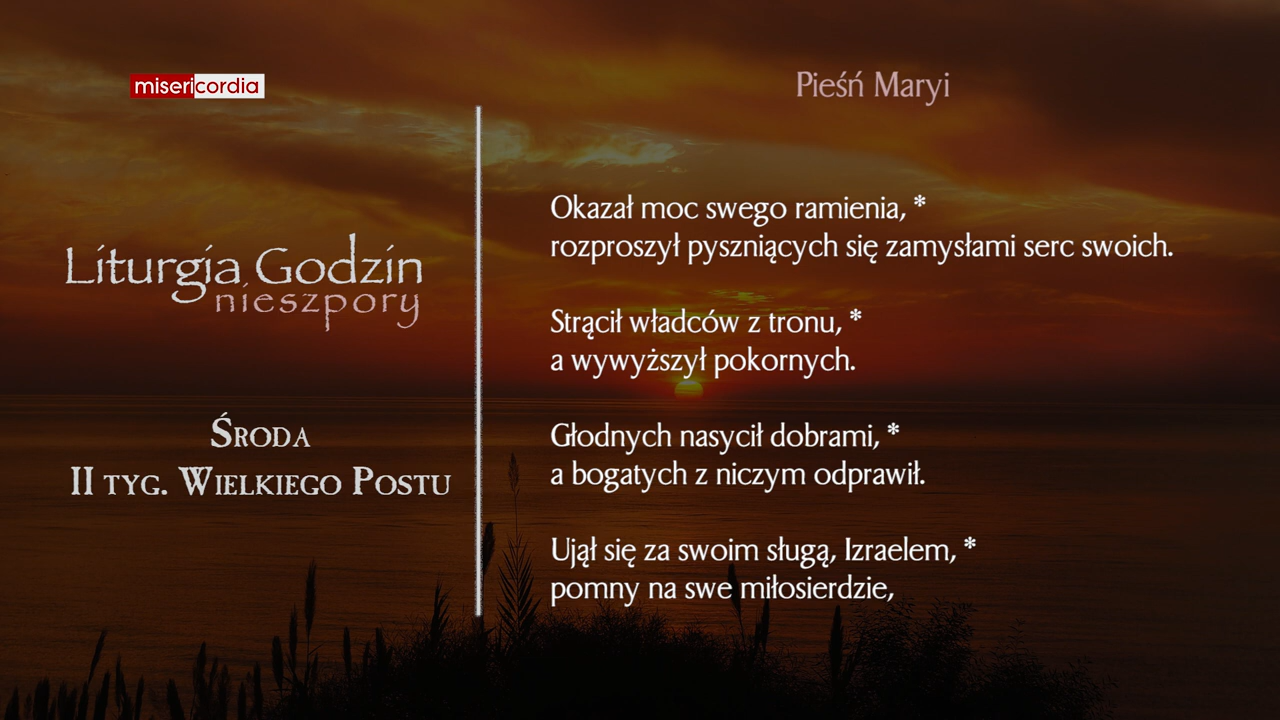 misericordia
Liturgia Godzin
nieszpory
Środa
II tyg. Wielkiego Postu
Pieśń Maryi
Okazał moc swego ramienia, *
rozproszył pyszniących się zamysłami serc swoich.
Strącił władców z tronu, *
a wywyższył pokornych.
Głodnych nasycił dobrami, *
a bogatych z niczym odprawił.
Ujął się za swoim sługą, Izraelem, *
pomny na swe miłosierdzie,